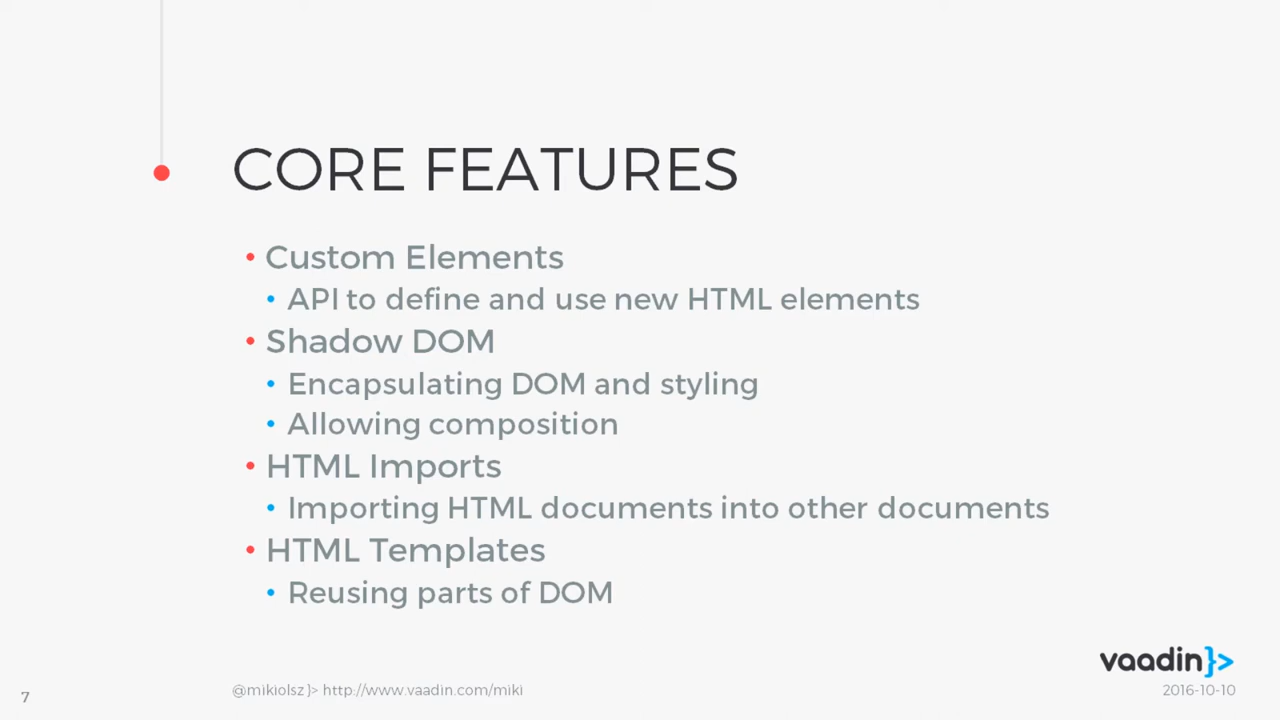 CORE FEATURES
• Custom Elements
• API to define and use new HTML elements
• Shadow DOM
• Encapsulating DOM and styling
• Allowing composition
• HTML Imports
• Importing HTML documents into other documents
• HTML Templates
• Reusing parts of DOM
vaadin}>
7
@mikiolsz }> http://www.vaadin.com/miki
2016-10-10